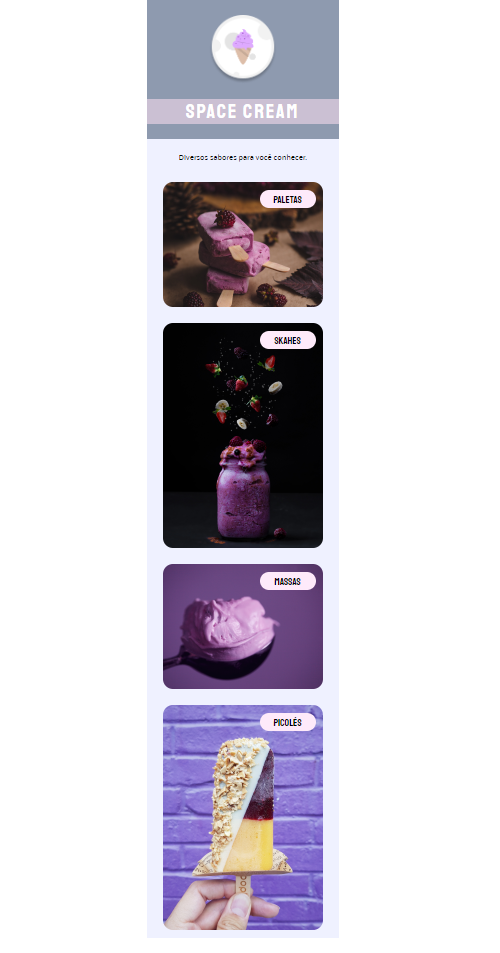 SPACE CREAM
Diversos sabores para você conhecer.
PALETAS
SKAHES
MASSAS
PICOLÉS